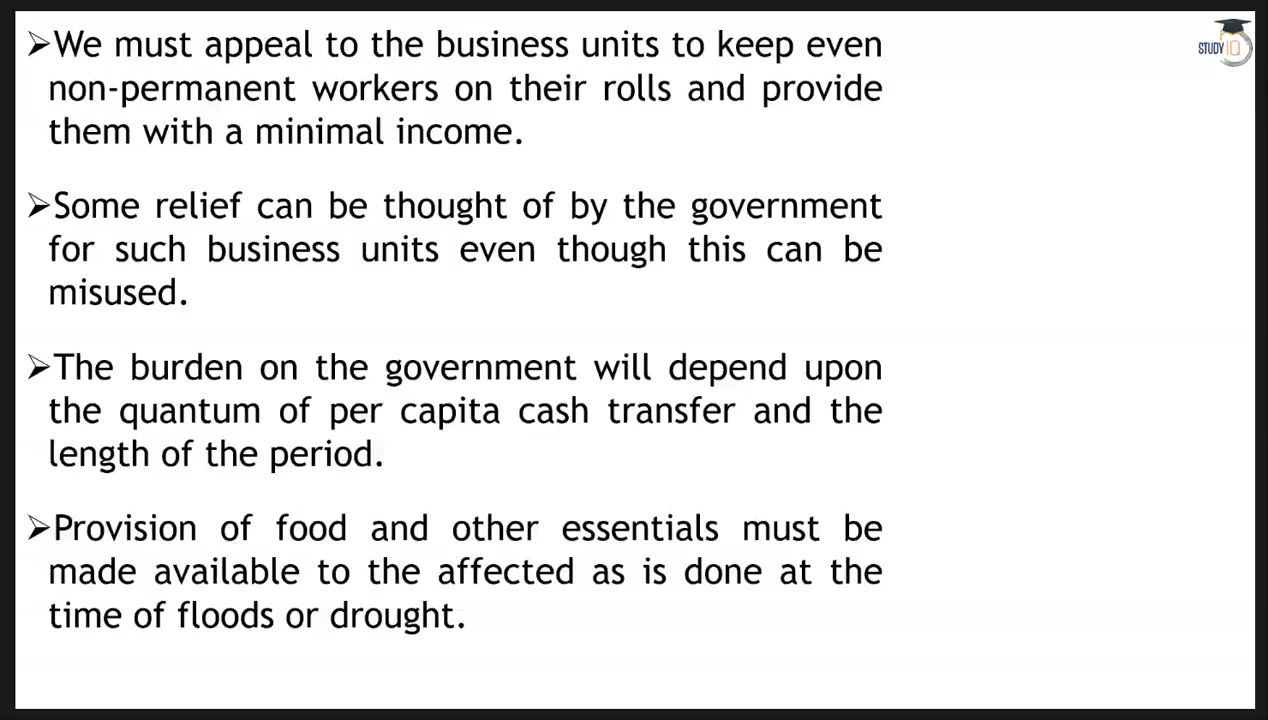 ➢We must appeal to the business units to keep even
non-permanent workers on their rolls and provide
them with a minimal income.
➢Some relief can be thought of by the government
for such business units even though this can be
misused.
➢The burden on the government will depend upon
the quantum of per capita cash transfer and the
length of the period.
➢Provision of food and other essentials must be
made available to the affected as is done at the
time of floods or drought.
STUDY IQ